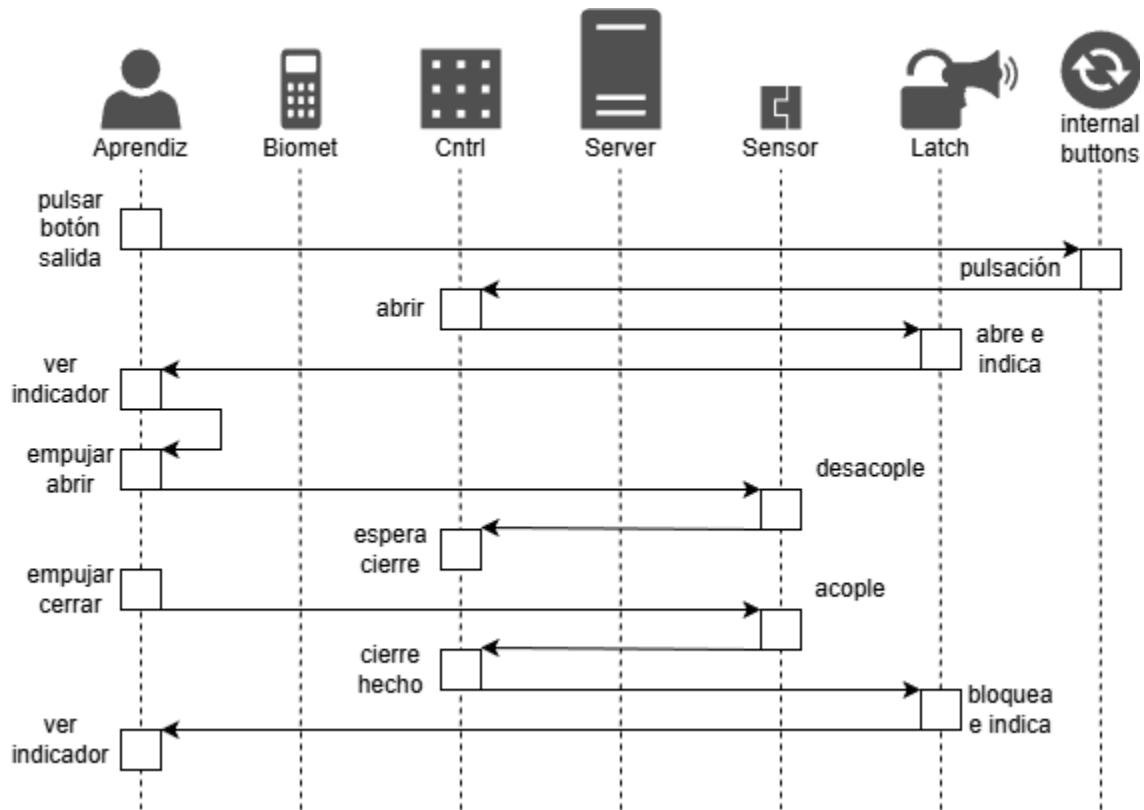 Aprendiz
Biomet
Cntrl
Server
Sensor
Latch
internal
buttons
pulsar
botón
salida
pulsación
abrir
abre e
indica
ver
indicador
empujar
abrir
desacople
espera
cierre
empujar
cerrar
acople
cierre
hecho
bloquea
e indica
ver
indicador